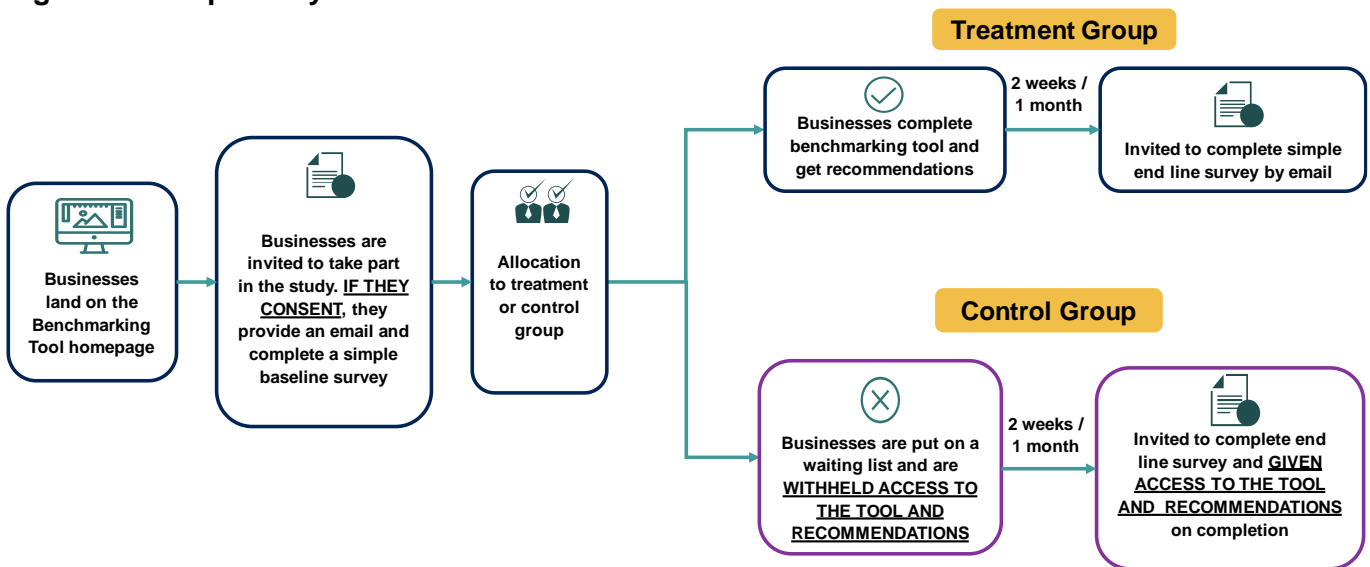 Treatment Group
Businesses
land on the
Benchmarking
Tool homepage
Businesses are
invited to take part
in the study. IF THEY
CONSENT, they
provide an email and
complete a simple
baseline survey
Allocation
to treatment
or control
group
Businesses complete
benchmarking tool and
get recommendations
2 weeks /
1 month
Invited to complete simple
end line survey by email
Control Group
Businesses are put on a
waiting list and are
WITHHELD ACCESS TO
THE TOOL AND
RECOMMENDATIONS
2 weeks /
1 month
Invited to complete end
line survey and GIVEN
ACCESS TO THE TOOL
AND RECOMMENDATIONS
on completion